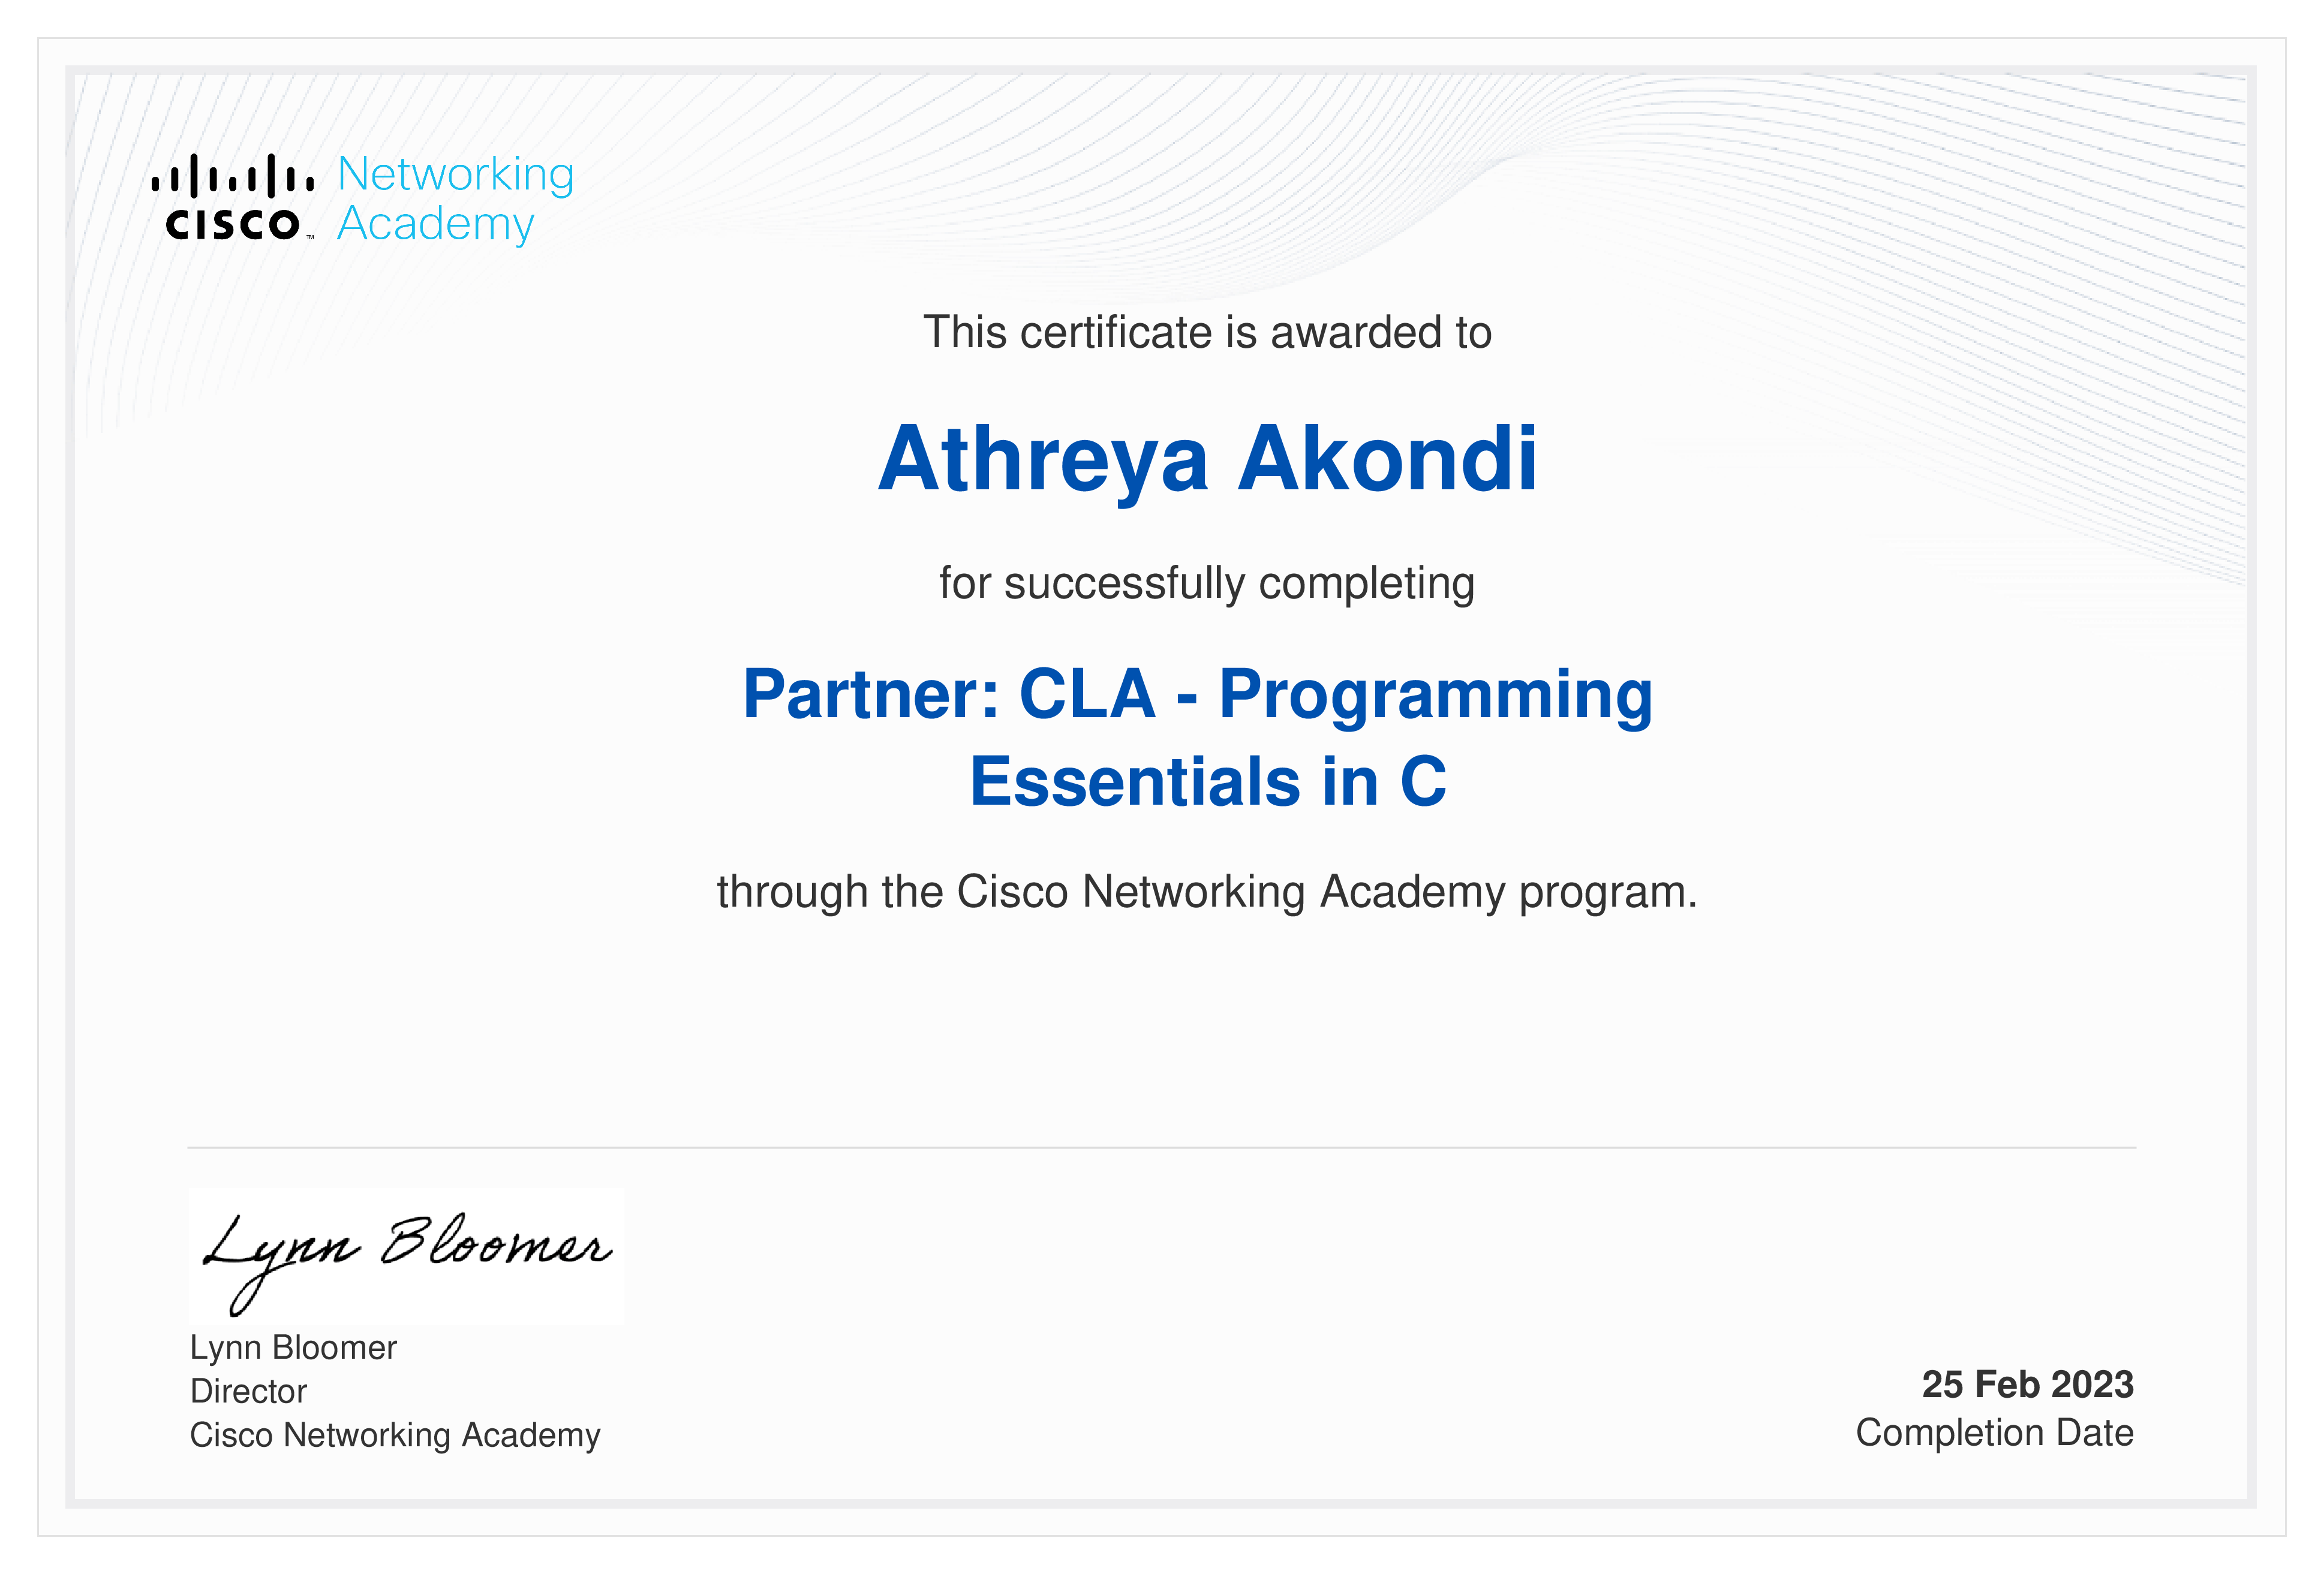 Networking
Academy
CISCO™
This certificate is awarded to
Athreya Akondi
for successfully completing
Partner: CLA - Programming
Essentials in C
through the Cisco Networking Academy program.
Lynn Bloomer
Lynn Bloomer
Director
Cisco Networking Academy
25 Feb 2023
Completion Date